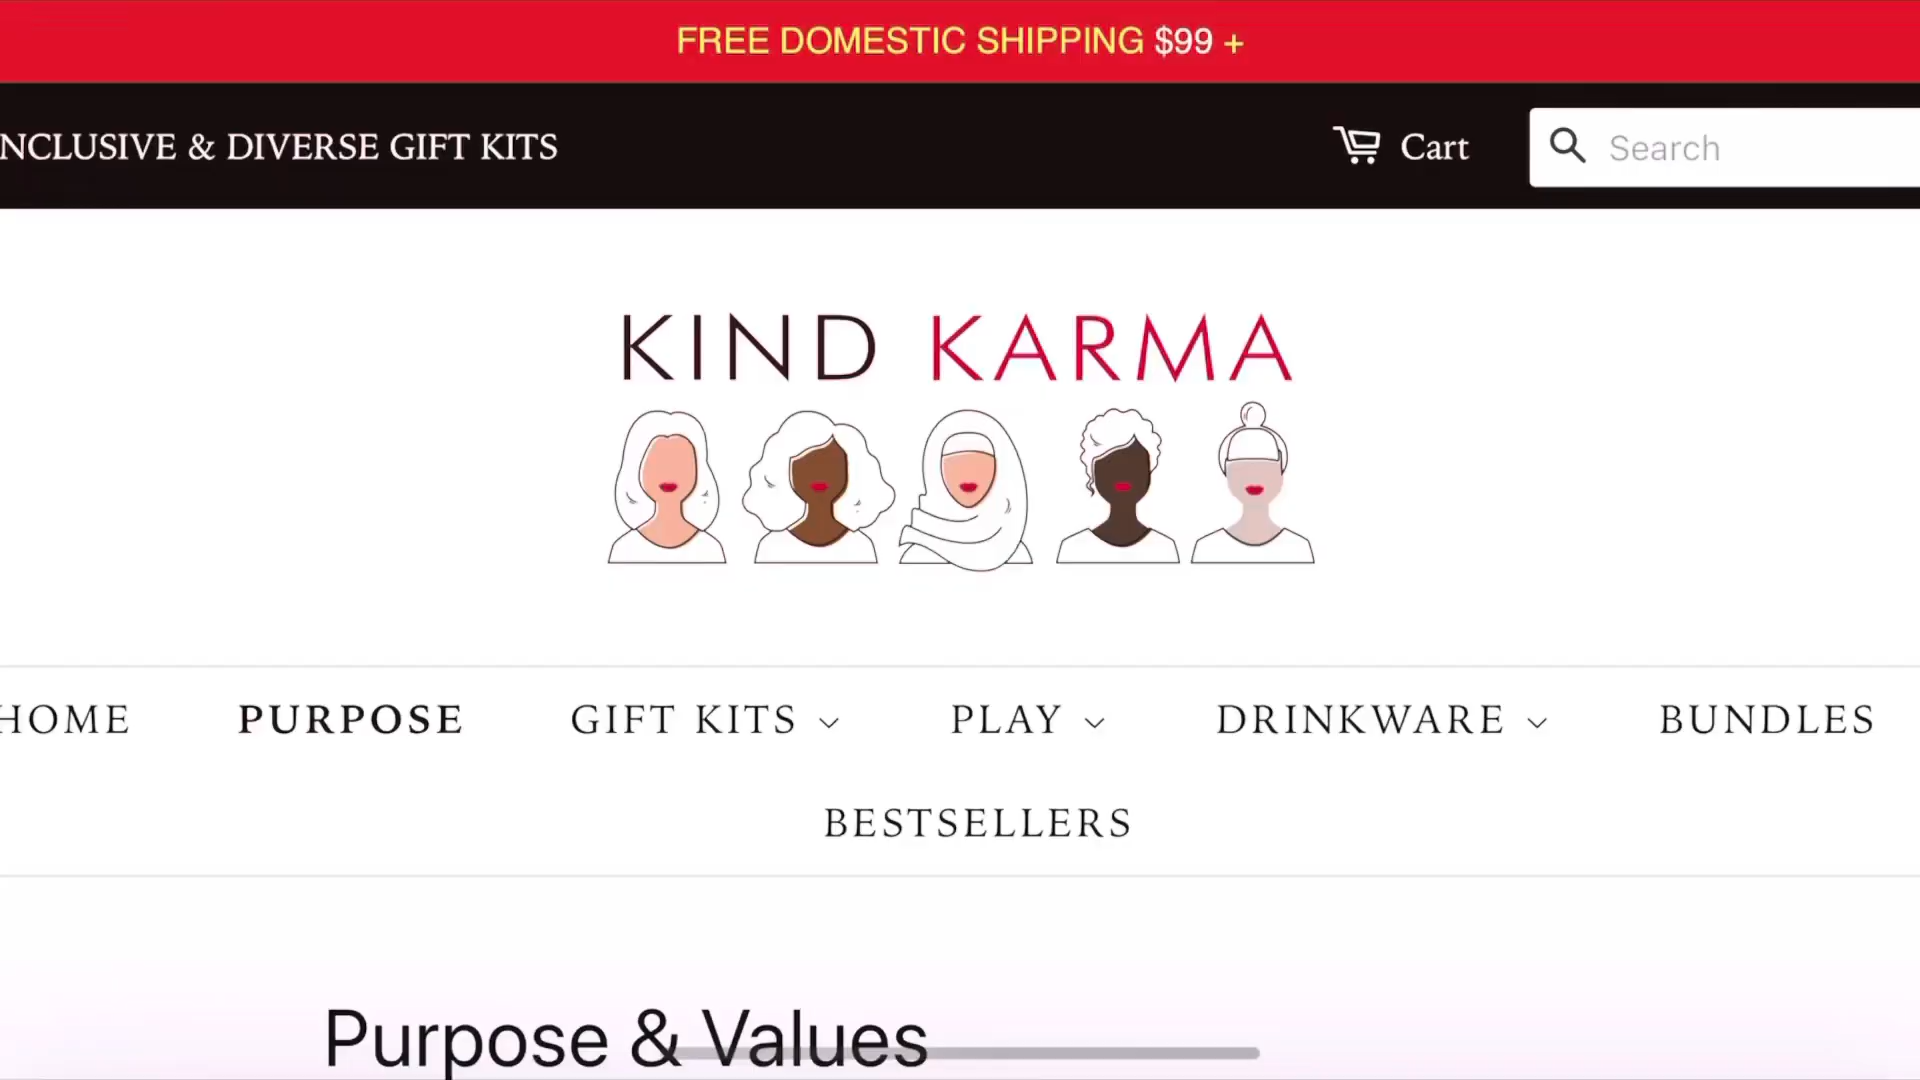 FREE DOMESTIC SHIPPING $99 +
NCLUSIVE & DIVERSE GIFT KITS
Cart
Search
KIND KARMA
HOME
PURPOSE
GIFT KITS
PLAY
DRINKWARE
BUNDLES
BESTSELLERS
Purpose & Values